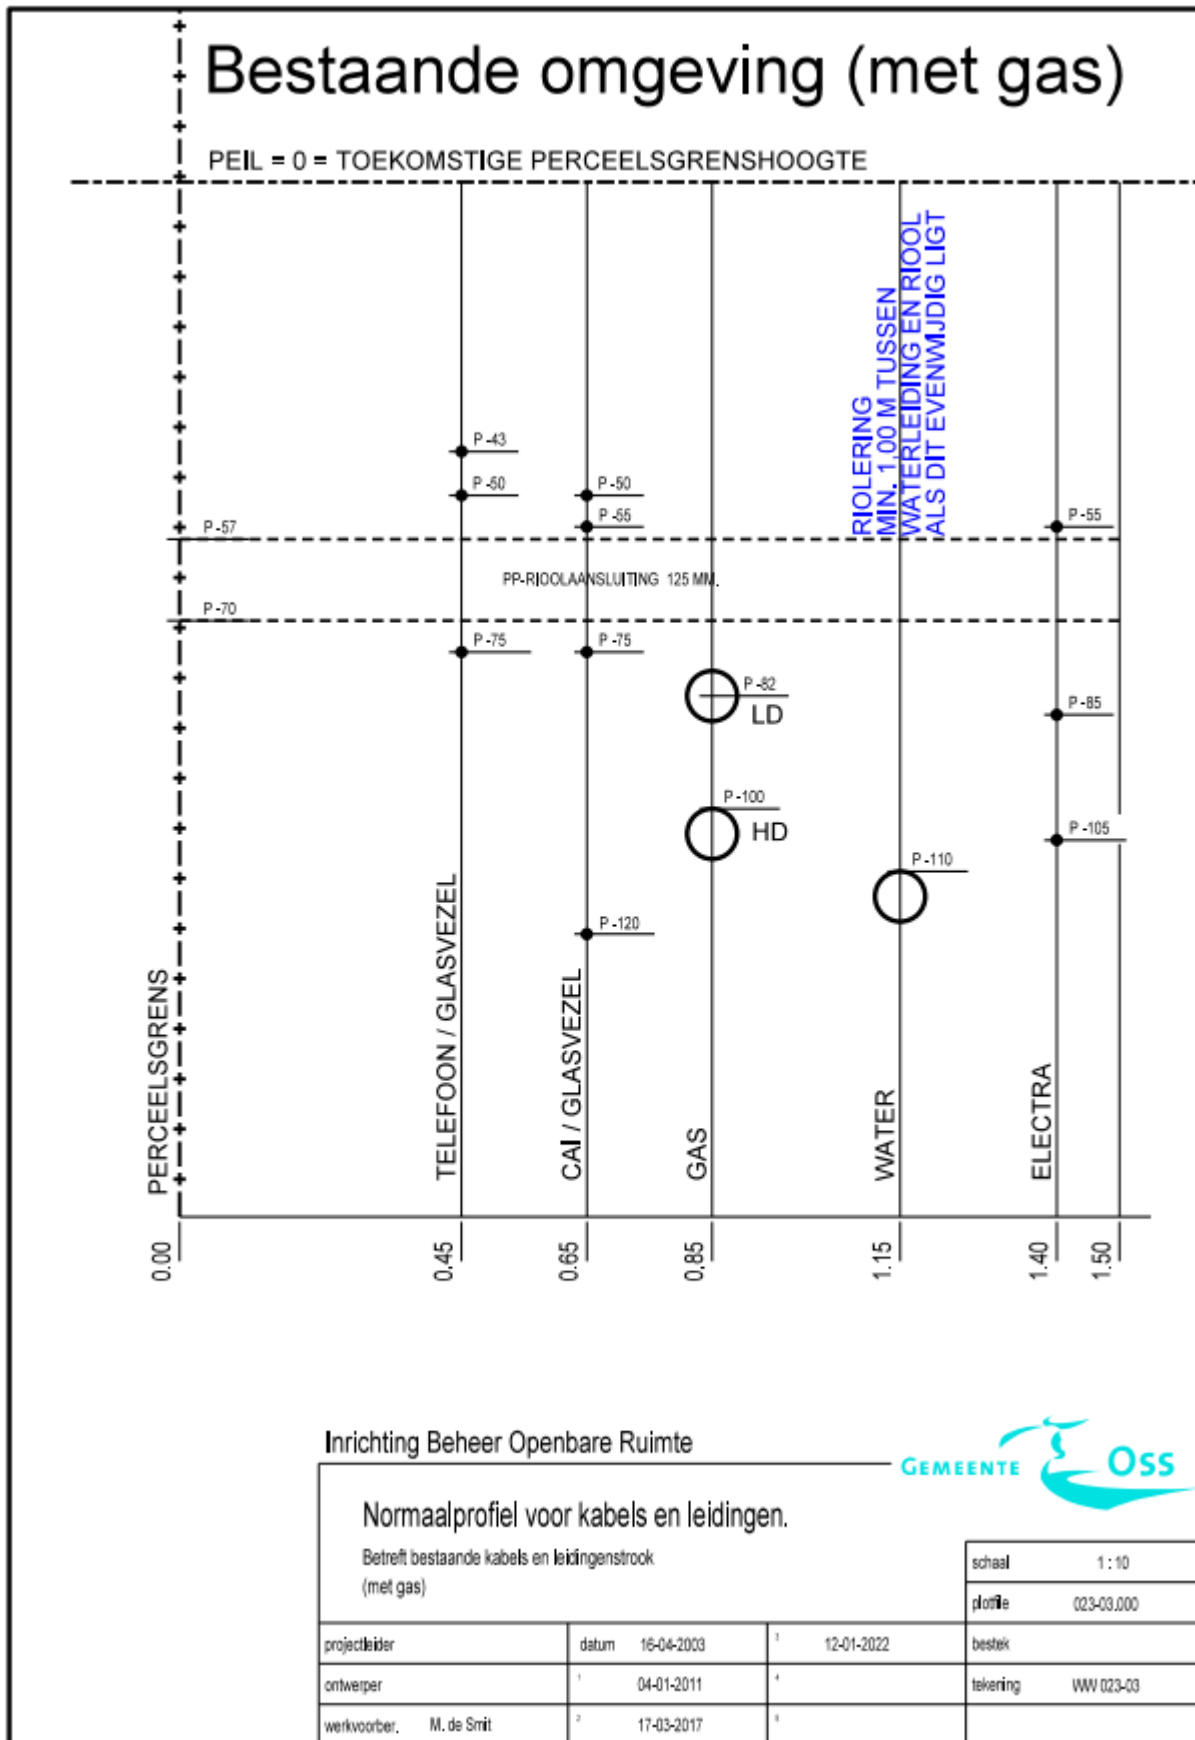 Bestaande omgeving (met gas)
PEIL = 0 = TOEKOMSTIGE PERCEELSGRENSHOOGTE
RIOLERING
MIN. 1,00 M TUSSEN
WATERLEIDING EN RIOOL
ALS DIT EVENWIJDIG LIGT
P -43
P -50
P -50
P -55
P -55
P -57
PP-RIOOLAANSLUITING 125 MM.
P -70
P -75
P -75
P -82
LD
P -85
P -100
HD
P -105
P -110
P -120
PERCEELSGRENS
TELEFOON / GLASVEZEL
CAI / GLASVEZEL
GAS
WATER
ELECTRA
0.00
0.45
0.65
0.85
1.15
1.40
1.50
Inrichting Beheer Openbare Ruimte
GEMEENTE OSS
Normaalprofiel voor kabels en leidingen.
Betreft bestaande kabels en leidingenstrook
(met gas)
schaal 1 : 10
plotfile 023-03.000
projectleider datum 16-04-2003 3 12-01-2022 bestek
ontwerper 1 04-01-2011 4 tekening WW 023-03
werkvoorber. M. de Smit 2 17-03-2017 5